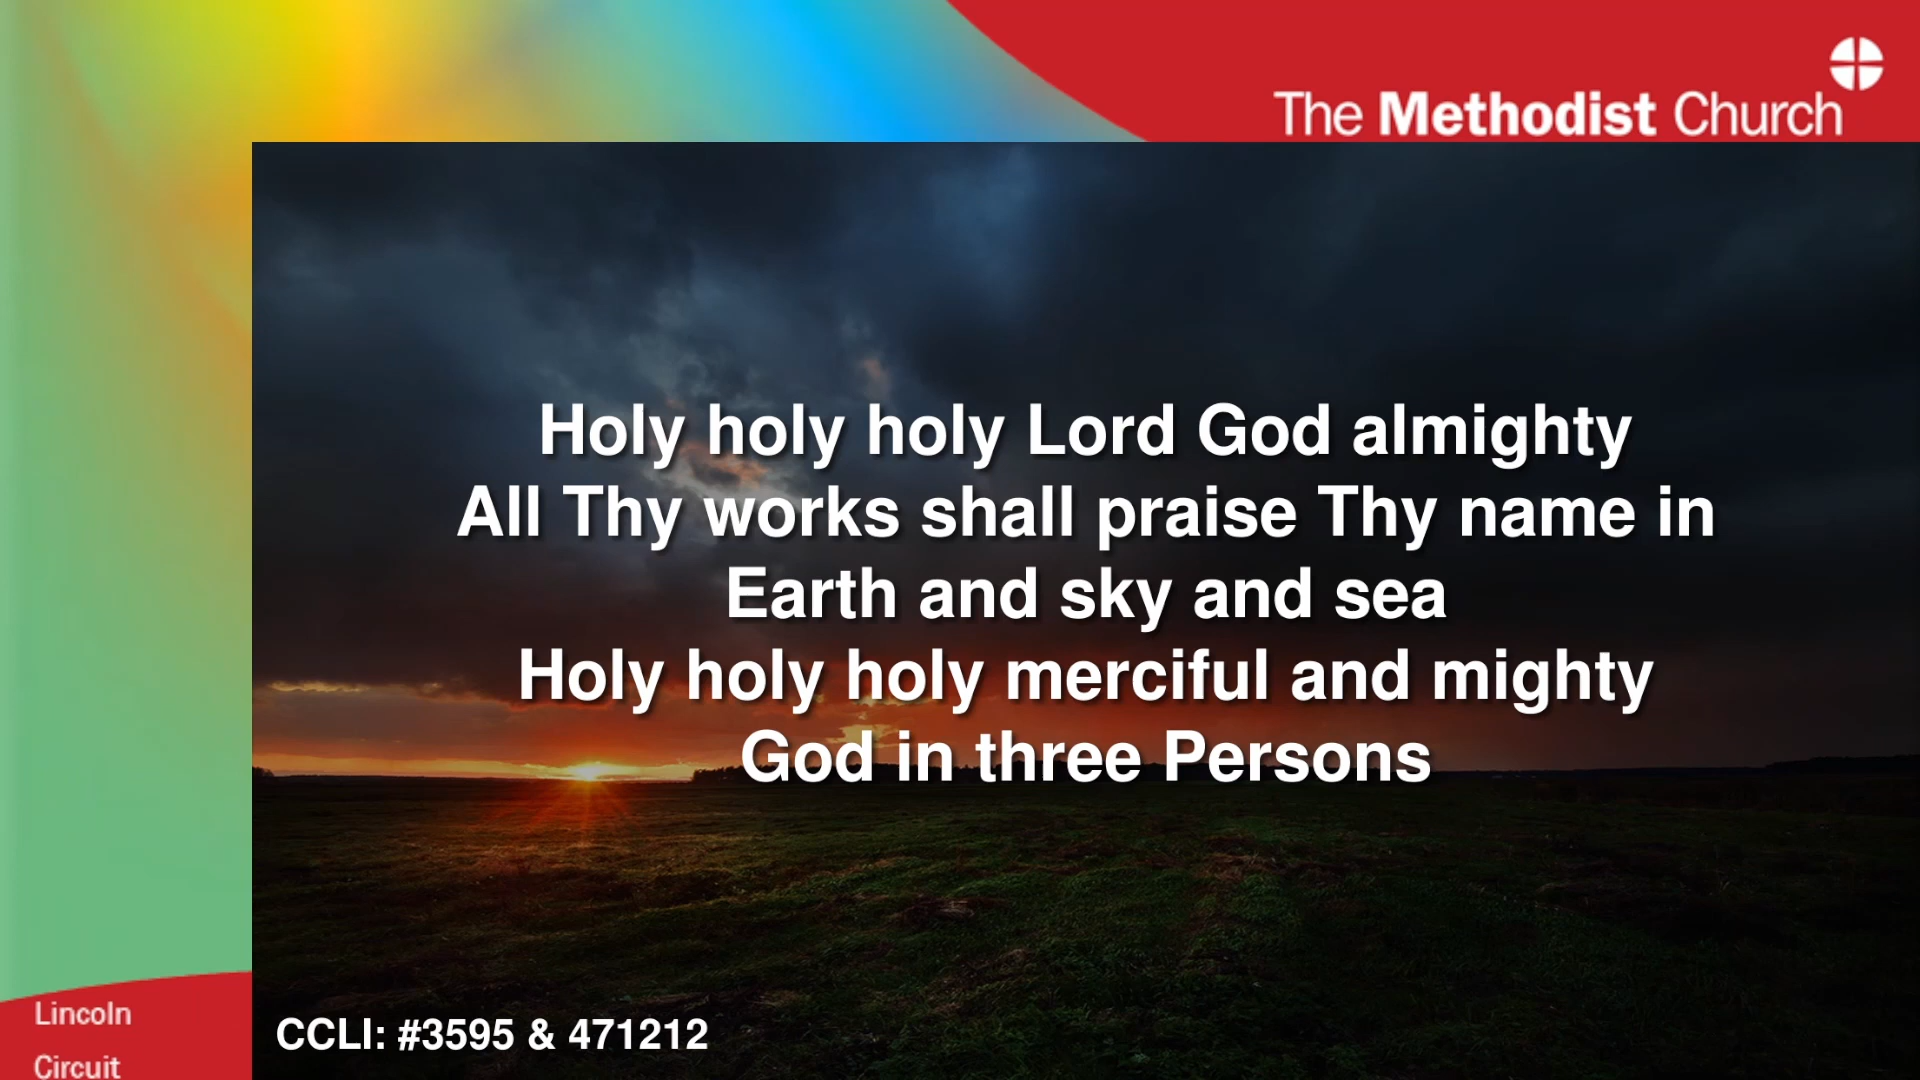 The Methodist Church
Holy holy holy Lord God almighty
All Thy works shall praise Thy name in
Earth and sky and sea
Holy holy holy merciful and mighty
God in three Persons
Lincoln
Circuit
CCLI: #3595 & 471212